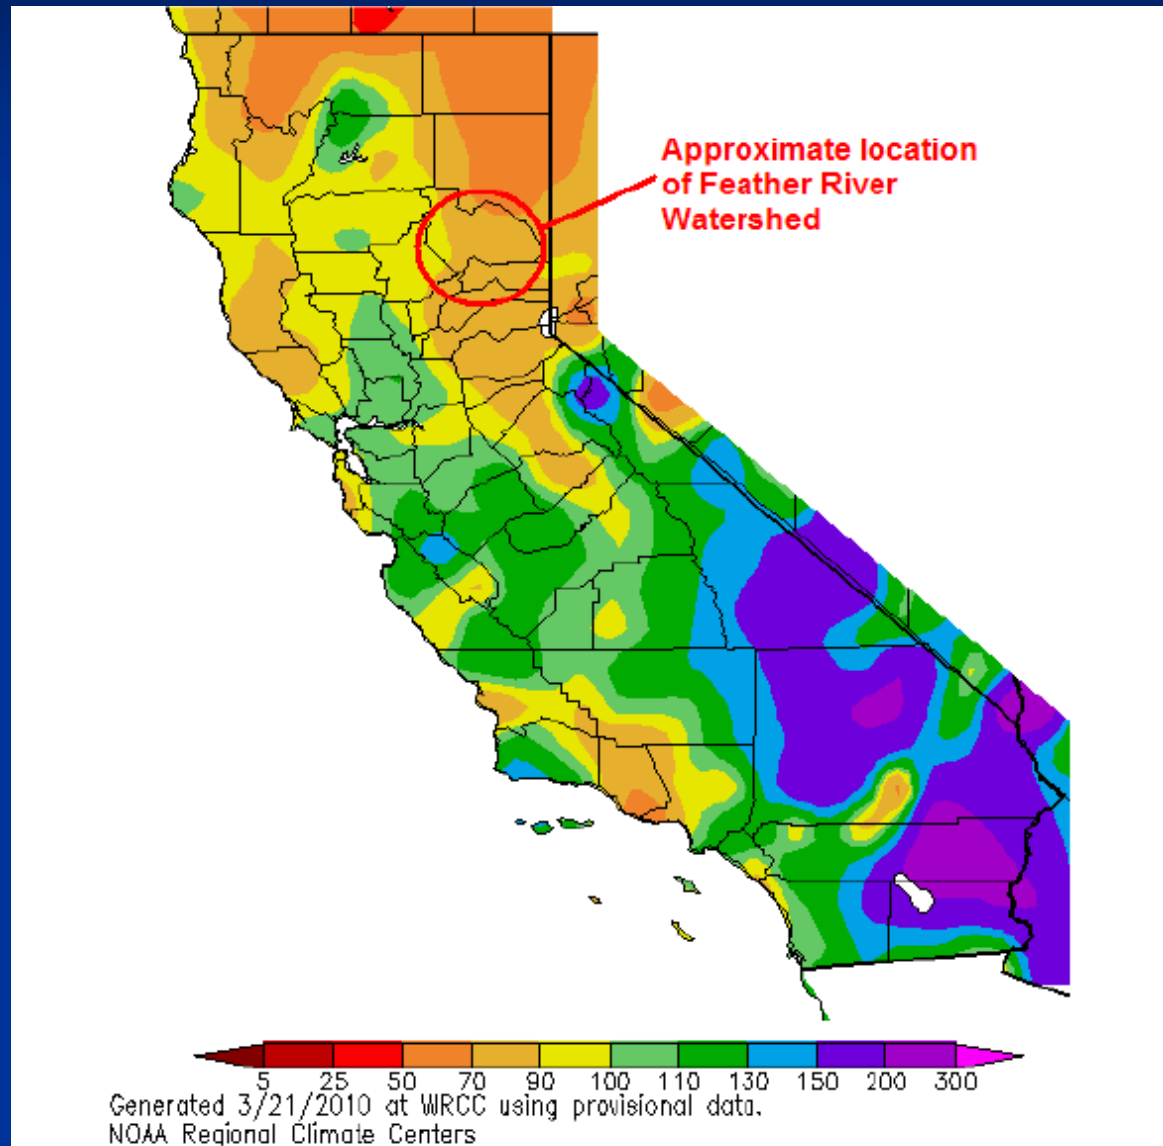 Approximate location
of Feather River
Watershed
5 25 50 70 90 100 110 130 150 200 300
Generated 3/21/2010 at WRCC using provisional data.
NOAA Regional Climate Centers